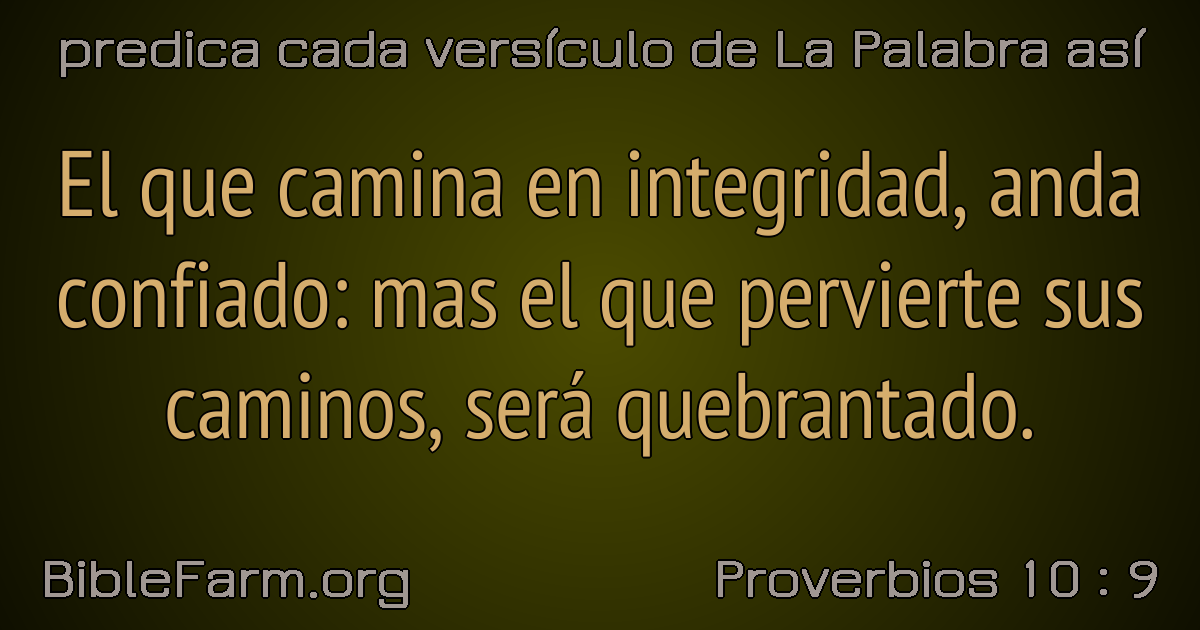 predica cada versículo de La Palabra así
El que camina en integridad, anda
confiado: mas el que pervierte sus
caminos, será quebrantado.
BibleFarm.org
Proverbios 10 : 9